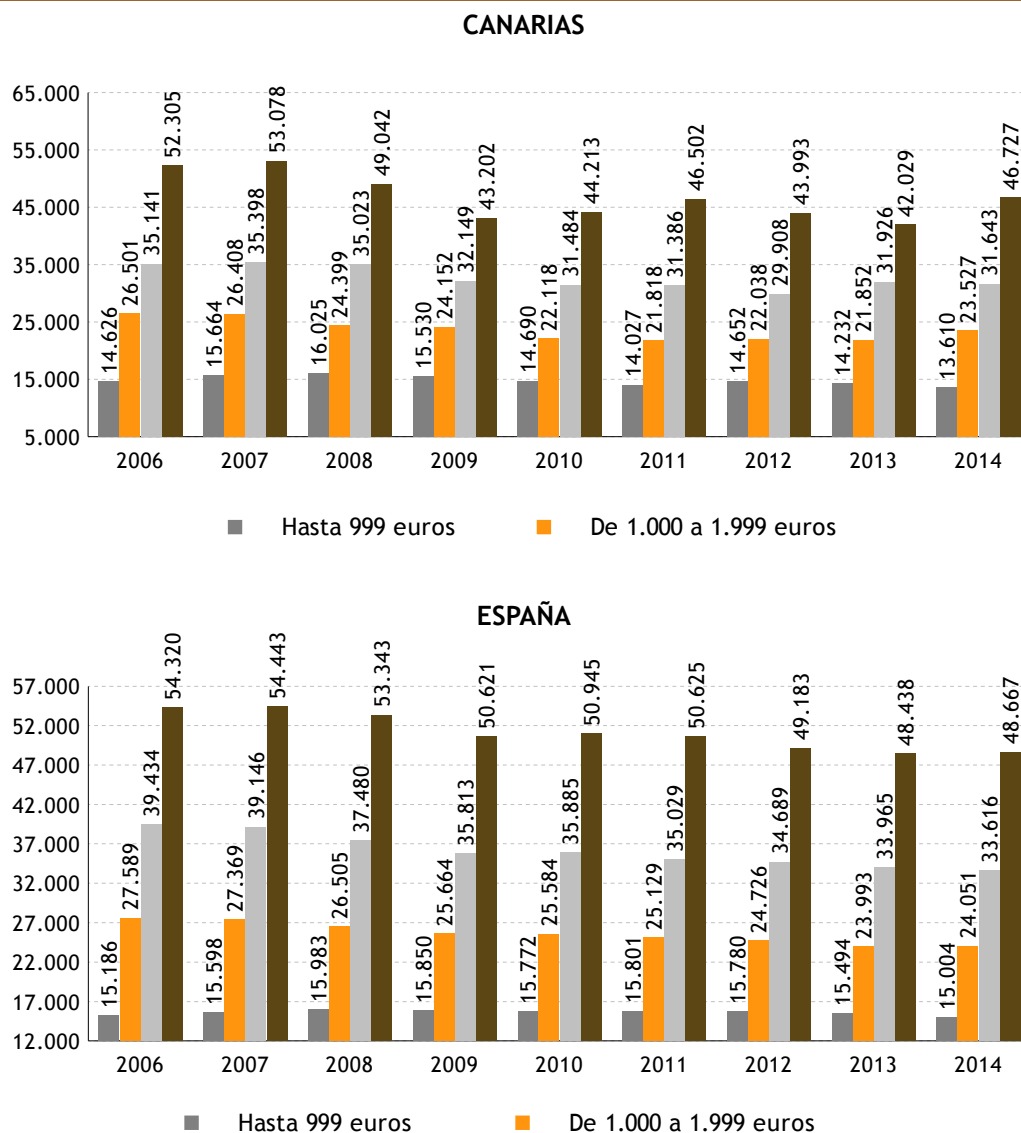 CANARIAS
65.000
55.000
45.000
35.000
25.000
15.000
5.000
14.626 26.501 35.141 52.305
15.664 26.408 35.398 53.078
16.025 24.399 35.023 49.042
15.530 24.152 32.149 43.202
14.690 22.118 31.484 44.213
14.027 21.818 31.386 46.502
14.652 22.038 29.908 43.993
14.232 21.852 31.926 42.029
13.610 23.527 31.643 46.727
2006 2007 2008 2009 2010 2011 2012 2013 2014
Hasta 999 euros De 1.000 a 1.999 euros
ESPAÑA
57.000
52.000
47.000
42.000
37.000
32.000
27.000
22.000
17.000
12.000
15.186 27.589 39.434 54.320
15.598 27.369 39.146 54.443
15.983 26.505 37.480 53.343
15.850 25.664 35.813 50.621
15.772 25.584 35.885 50.945
15.801 25.129 35.029 50.625
15.780 24.726 34.689 49.183
15.494 23.993 33.965 48.438
15.004 24.051 33.616 48.667
2006 2007 2008 2009 2010 2011 2012 2013 2014
Hasta 999 euros De 1.000 a 1.999 euros